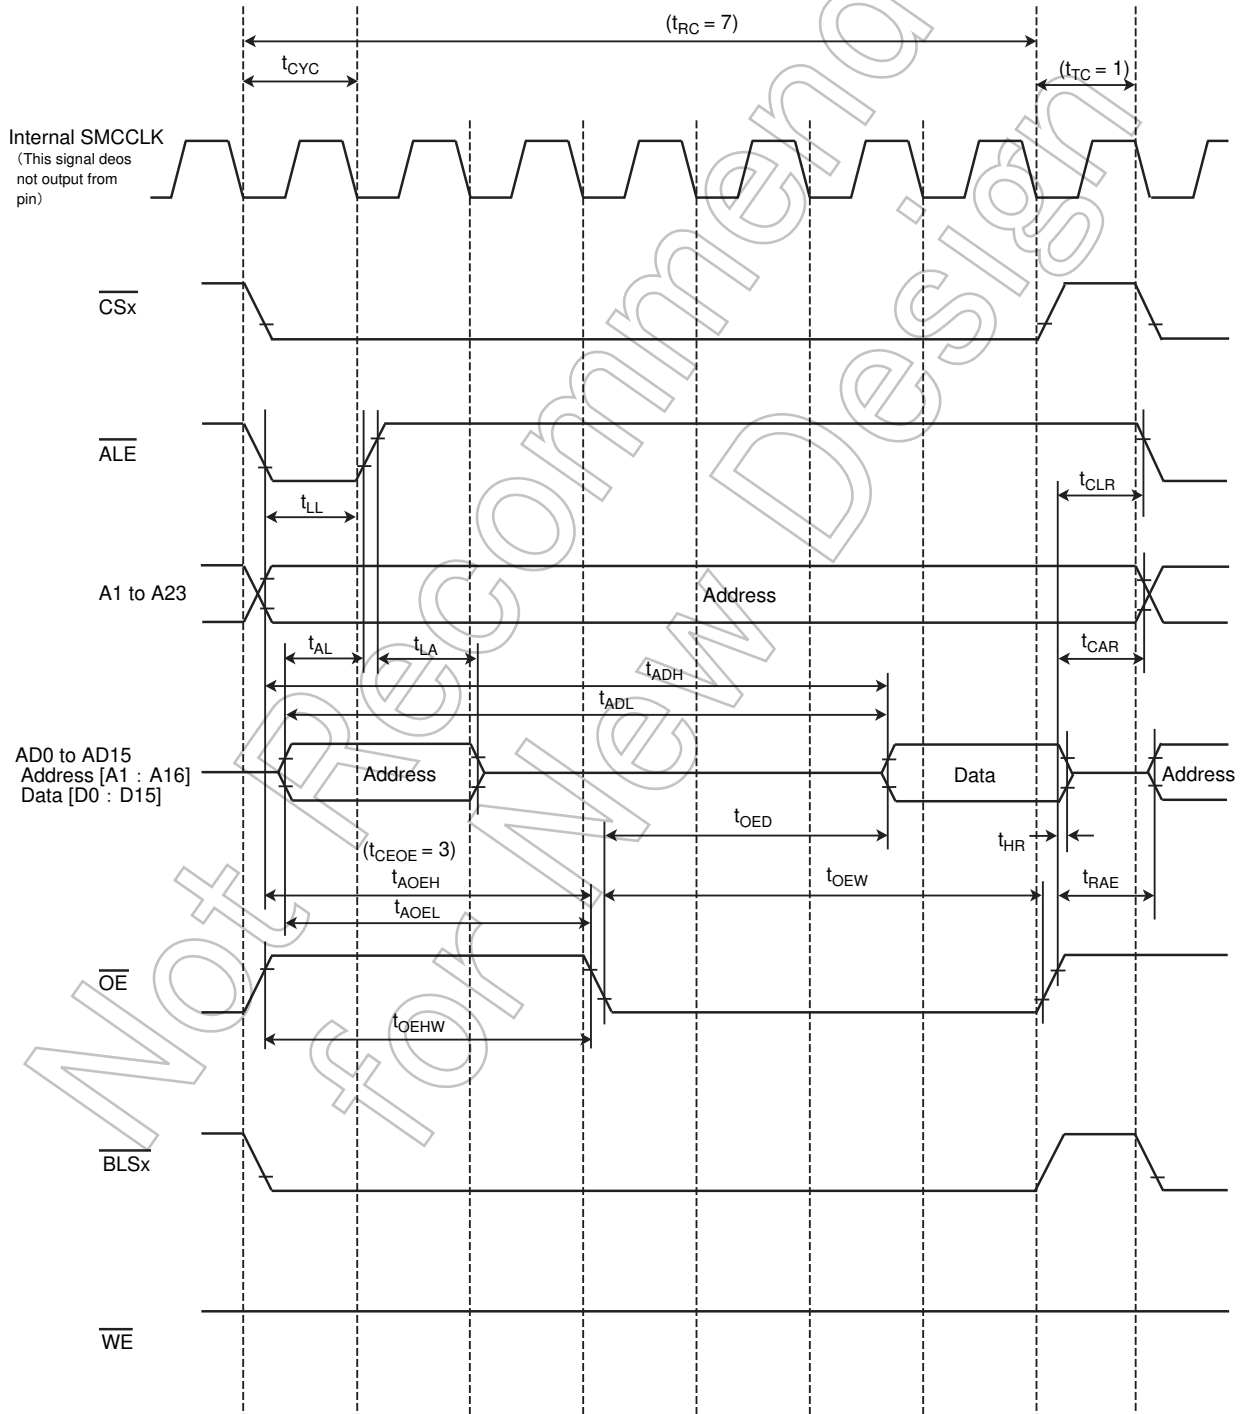 (tRC = 7)
tCYC
(tTC = 1)
Internal SMCCLK
（This signal deos
not output from
pin）
CSx
ALE
tLL
tCLR
A1 to A23
Address
tAL
tLA
tCAR
tADH
tADL
AD0 to AD15
Address [A1 : A16]
Data [D0 : D15]
Address
Data
Address
tOED
tHR
(tCEOE = 3)
tAOEH
tOEW
tRAE
tAOEL
OE
tOEHW
BLSx
WE
Not Recommended
for New Design